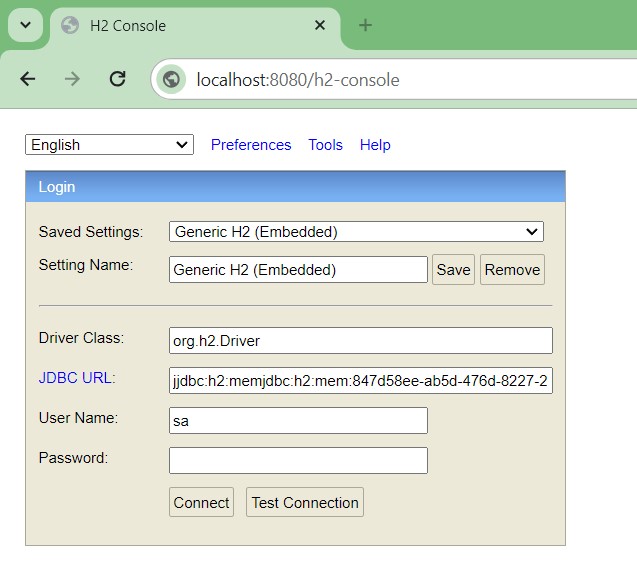 H2 Console
localhost:8080/h2-console
English Preferences Tools Help
Login
Saved Settings: Generic H2 (Embedded)
Setting Name: Generic H2 (Embedded) Save Remove
Driver Class: org.h2.Driver
JDBC URL: jjdbc:h2:memjdbc:h2:mem:847d58ee-ab5d-476d-8227-2
User Name: sa
Password:
Connect Test Connection